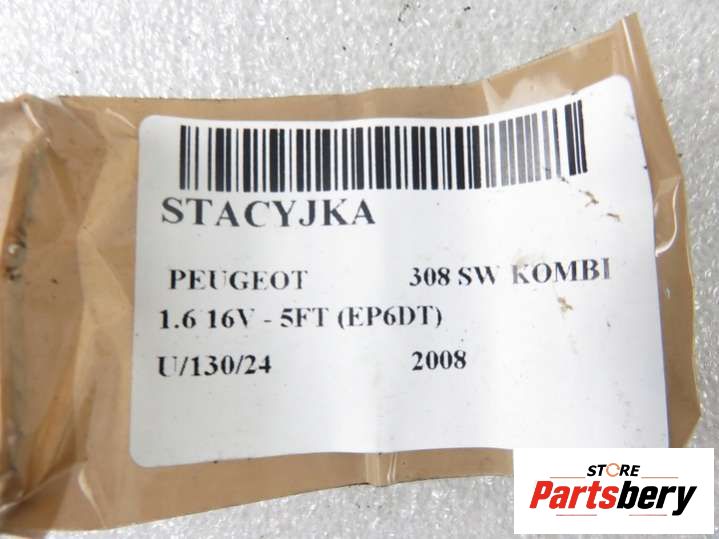 STACYJKA
PEUGEOT 308 SW KOMBI
1.6 16V - 5FT (EP6DT)
U/130/24 2008
STORE
Partsbery